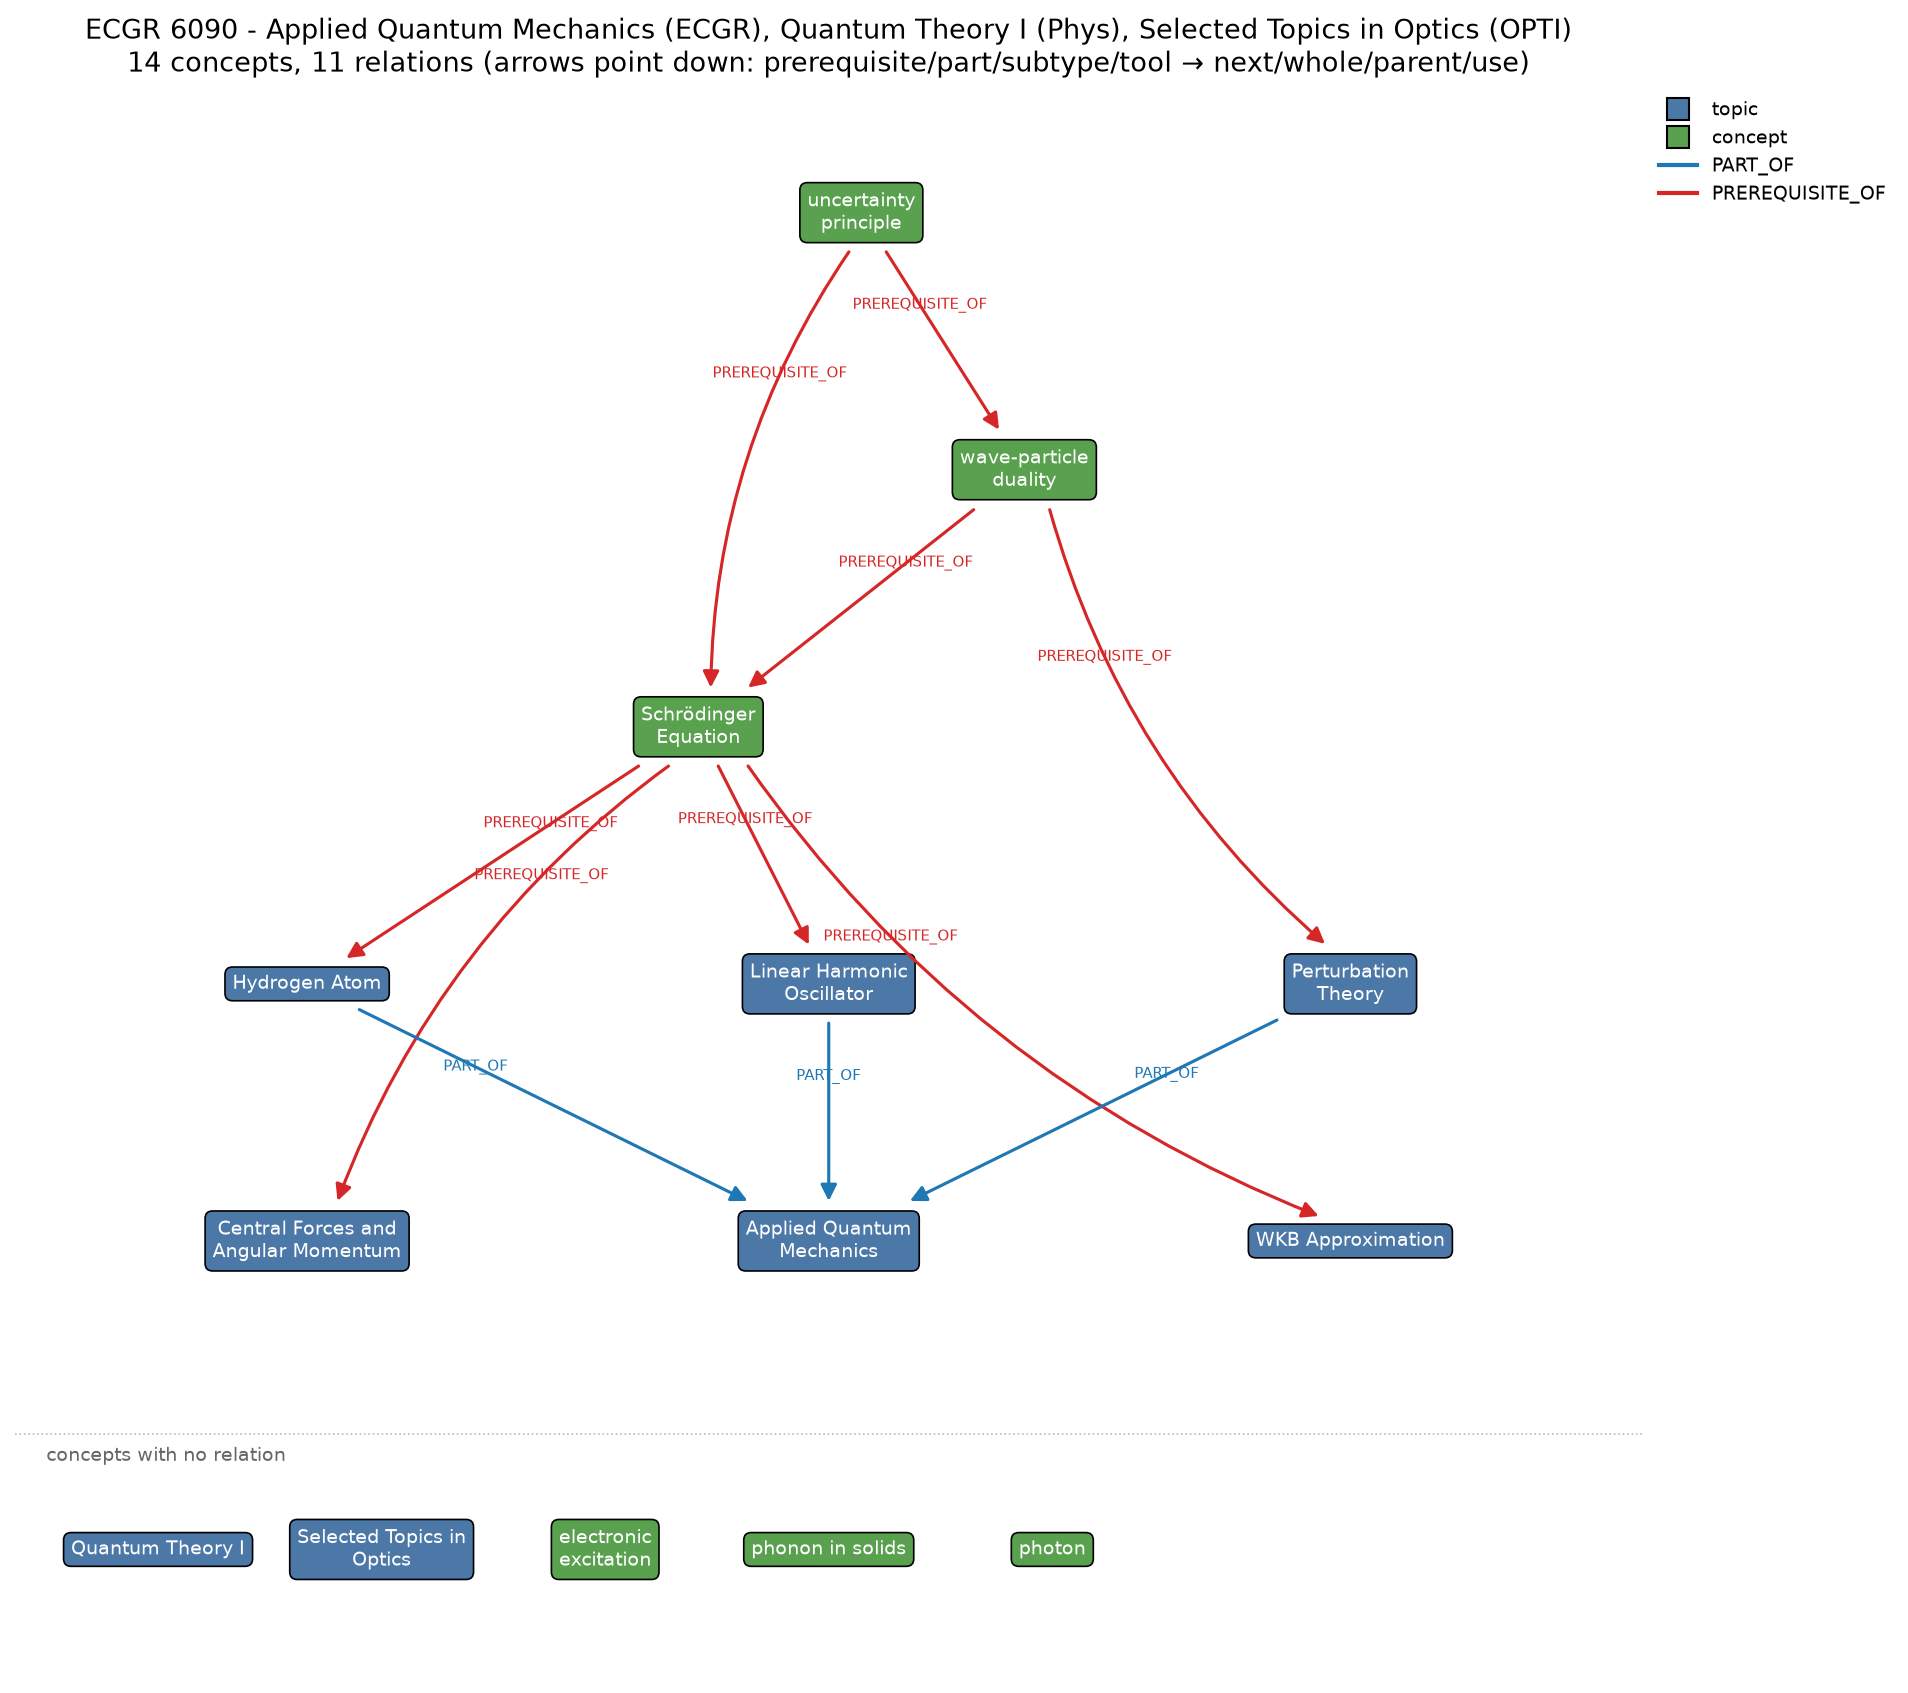 ECGR 6090 - Applied Quantum Mechanics (ECGR), Quantum Theory I (Phys), Selected Topics in Optics (OPTI)
14 concepts, 11 relations (arrows point down: prerequisite/part/subtype/tool → next/whole/parent/use)
topic
concept
PART_OF
PREREQUISITE_OF
uncertainty
principle
PREREQUISITE_OF
PREREQUISITE_OF
wave-particle
duality
PREREQUISITE_OF
PREREQUISITE_OF
Schrödinger
Equation
PREREQUISITE_OF
PREREQUISITE_OF
PREREQUISITE_OF
PREREQUISITE_OF
Hydrogen Atom
Linear Harmonic
Oscillator
Perturbation
Theory
PART_OF
PART_OF
PART_OF
Central Forces and
Angular Momentum
Applied Quantum
Mechanics
WKB Approximation
concepts with no relation
Quantum Theory I
Selected Topics in
Optics
electronic
excitation
phonon in solids
photon